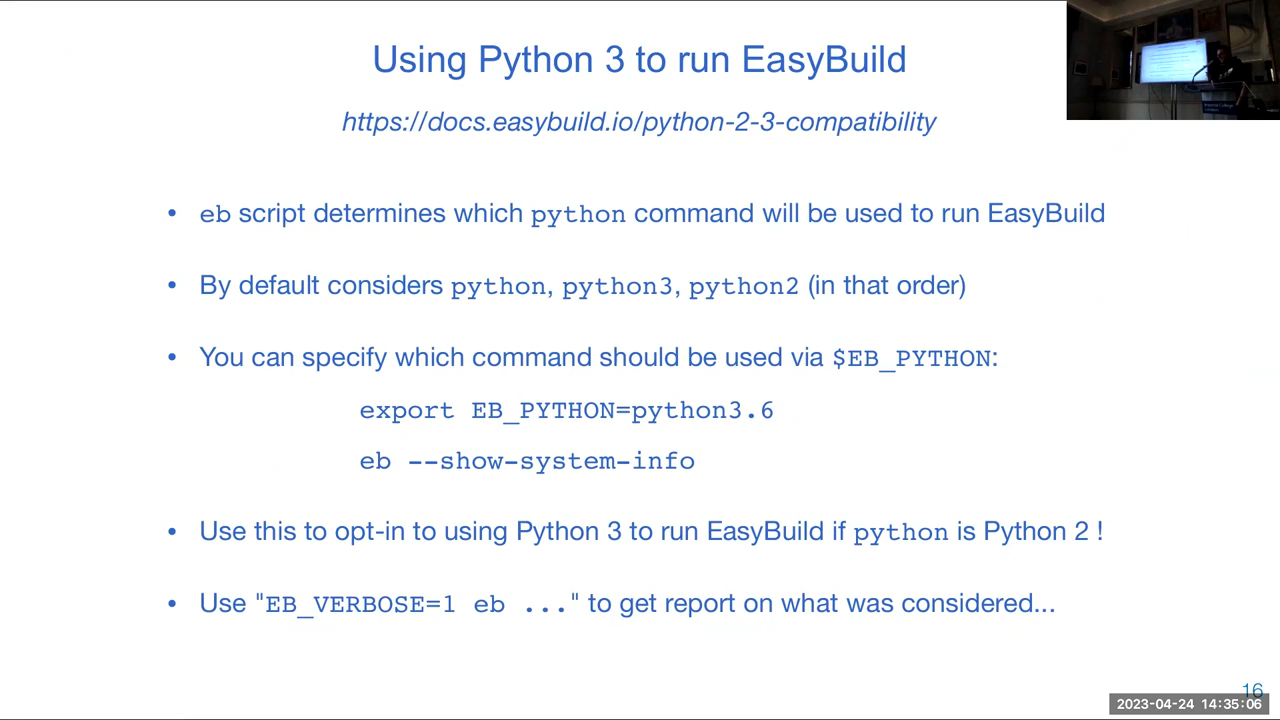 Using Python 3 to run EasyBuild
https://docs.easybuild.io/python-2-3-compatibility
• eb script determines which python command will be used to run EasyBuild
• By default considers python, python3, python2 (in that order)
• You can specify which command should be used via $EB_PYTHON:
export EB_PYTHON=python3.6
eb --show-system-info
• Use this to opt-in to using Python 3 to run EasyBuild if python is Python 2 !
• Use "EB_VERBOSE=1 eb ..." to get report on what was considered...
16
2023-04-24 14:35:06